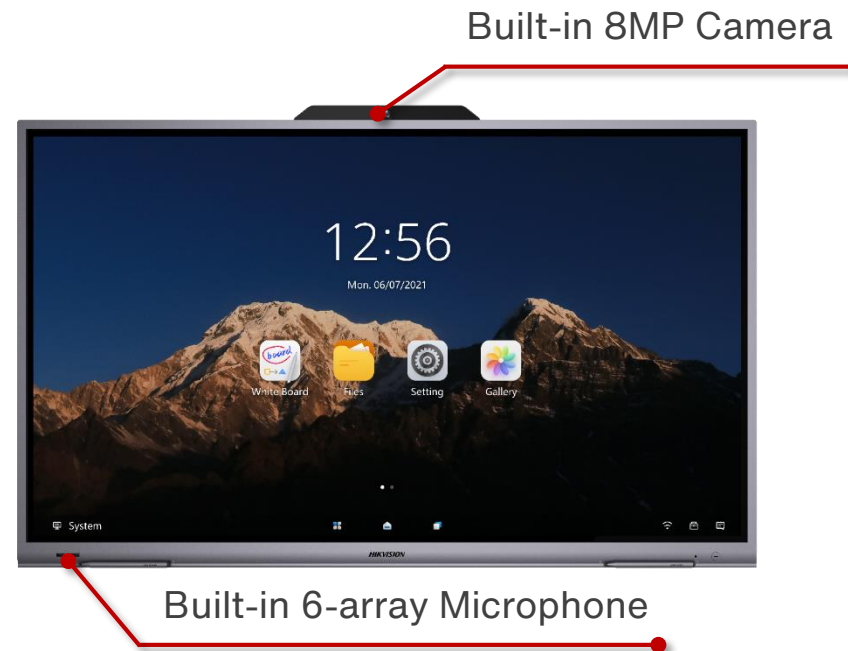 Built-in 8MP Camera
12:56
Mon. 06/07/2021
board
White Board
Files
Setting
Gallery
System
HIKVISION
Built-in 6-array Microphone